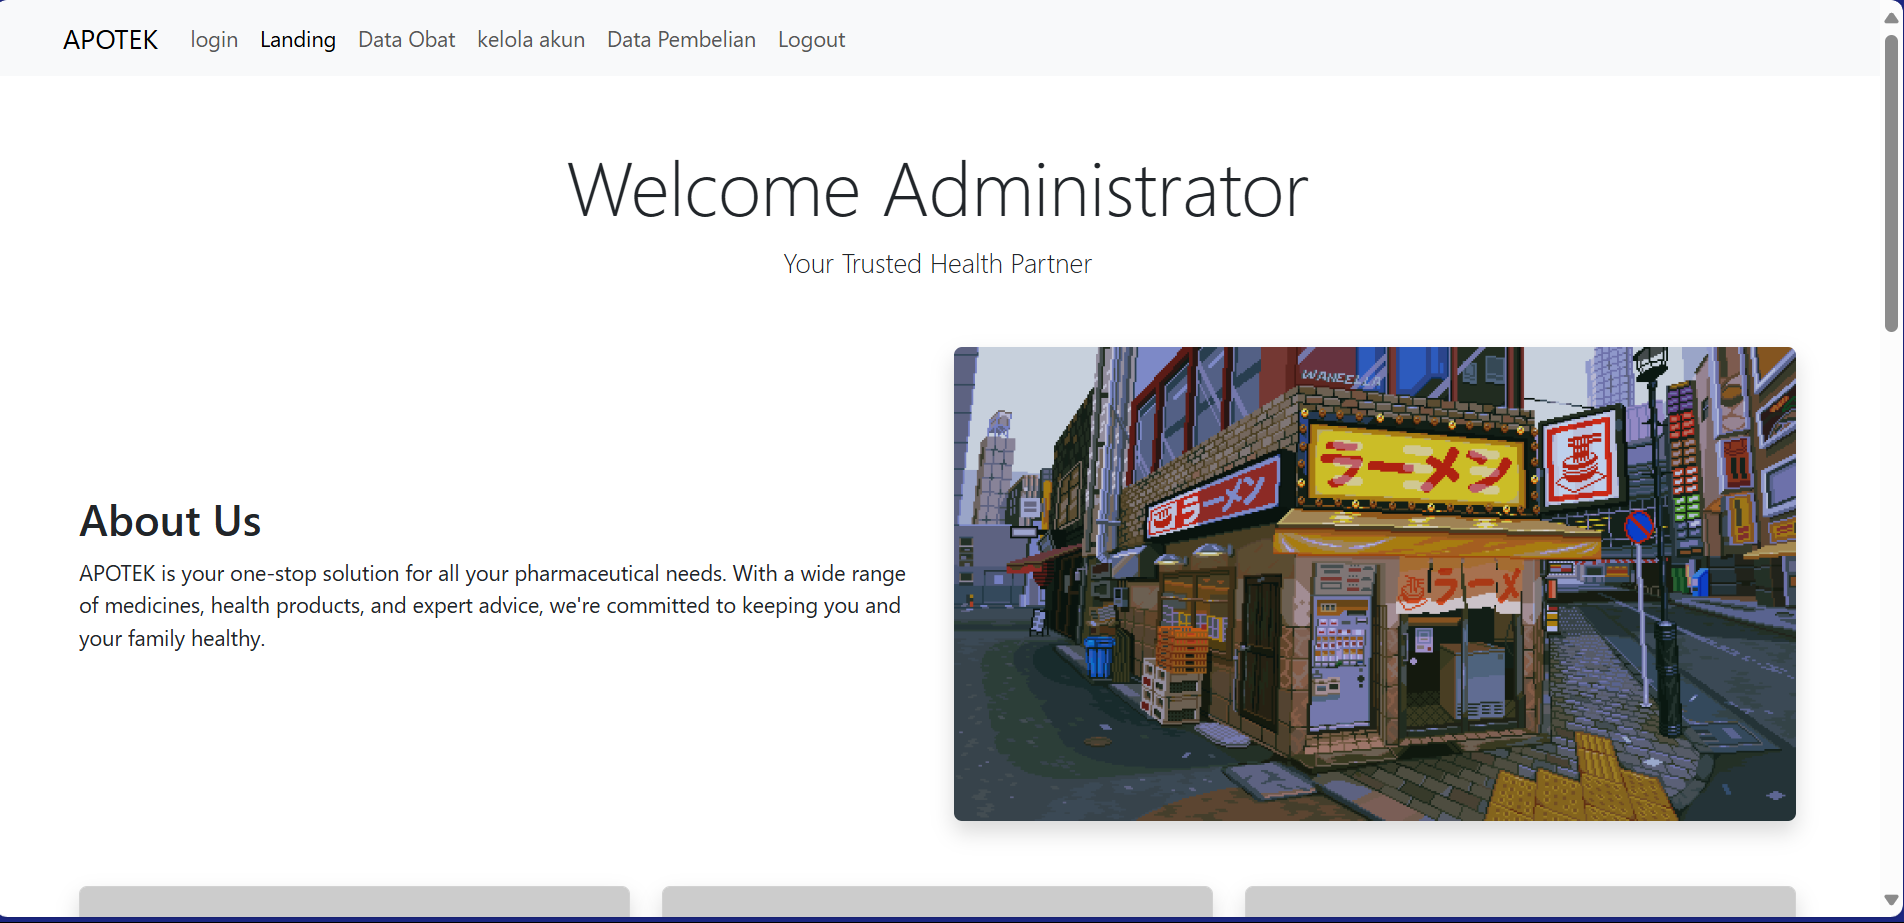 APOTEK login Landing Data Obat kelola akun Data Pembelian Logout
Welcome Administrator
Your Trusted Health Partner
About Us
APOTEK is your one-stop solution for all your pharmaceutical needs. With a wide range
of medicines, health products, and expert advice, we're committed to keeping you and
your family healthy.
WANEELLA
ラーメン
ラーメン
ラーメ